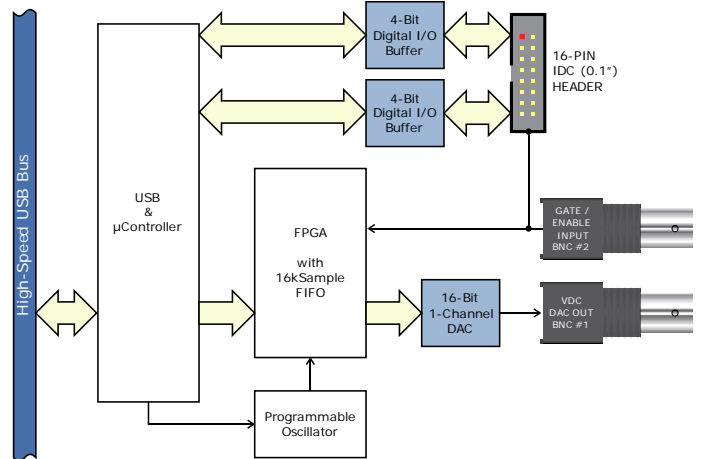 4-Bit
Digital I/O
Buffer
16-PIN
IDC (0.1")
HEADER
4-Bit
Digital I/O
Buffer
High-Speed USB Bus
USB
&
µController
FPGA
with
16kSample
FIFO
GATE /
ENABLE
INPUT
BNC #2
16-Bit
1-Channel
DAC
VDC
DAC OUT
BNC #1
Programmable
Oscillator